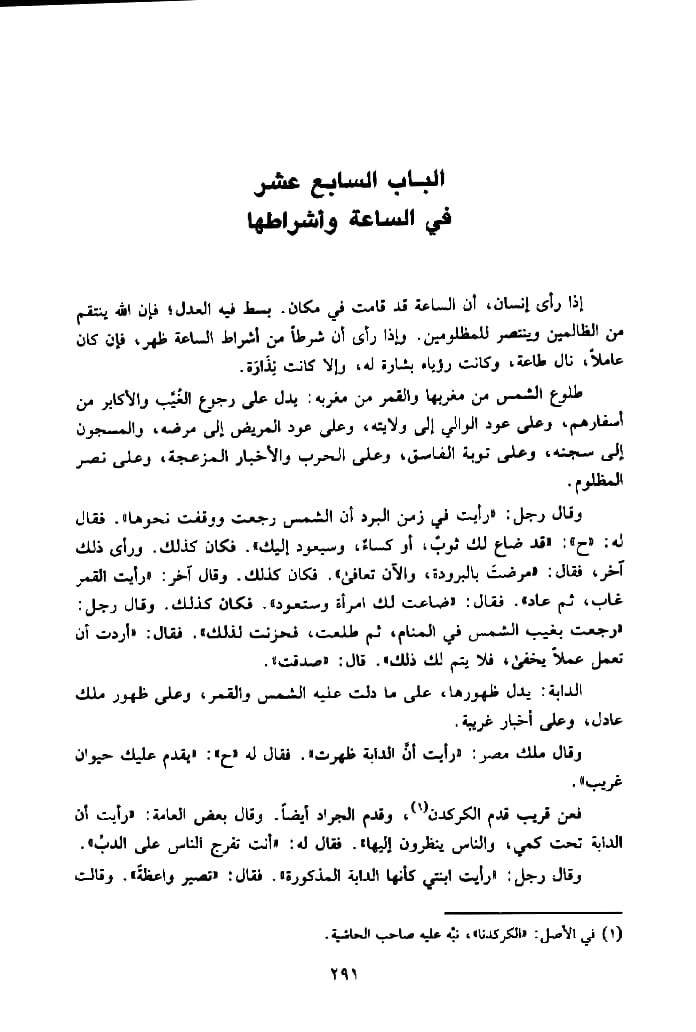 الباب السابع عشر
في الساعة وأشراطها
إذا رأى إنسان، أن الساعة قد قامت في مكان. بسط فيه العدل؛ فإن الله ينتقم
من الظالمين وينتصر للمظلومين. وإذا رأى أن شرطاً من أشراط الساعة ظهر، فإن كان
عاملاً، نال طاعة، وكانت رؤياه بشارة له، وإلا كانت نِذَارَة.
طلوع الشمس من مغربها والقمر من مغربه: يدل على رجوع الغُيَّب والأكابر من
أسفارهم، وعلى عود الوالي إلى ولايته، وعلى عود المريض إلى مرضه، والمسجون
إلى سجنه، وعلى توبة الفاسق، وعلى الحرب والأخبار المزعجة، وعلى نصر
المظلوم.
وقال رجل: «رأيت في زمن البرد أن الشمس رجعت ووقفت نحوها». فقال
له: «ح»: «قد ضاع لك ثوبٌ، أو كساءٌ، وسيعود إليك». فكان كذلك. ورأى ذلك
آخر، فقال: «مرضتَ بالبرودة، والآن تعافىٰ». فكان كذلك. وقال آخر: «رأيت القمر
غاب، ثم عاد». فقال: «ضاعت لك امرأة وستعود». فكان كذلك. وقال رجل:
«رجعت بغيب الشمس في المنام، ثم طلعت، فحزنت لذلك». فقال: «أردت أن
تعمل عملاً يخفىٰ، فلا يتم لك ذلك». قال: «صدقت».
الدابة: يدل ظهورها، على ما دلت عليه الشمس والقمر، وعلى ظهور ملك
عادل، وعلى أخبار غريبة.
وقال ملك مصر: «رأيت أنَّ الدابة ظهرت». فقال له «ح»: «يقدم عليك حيوان
غريب».
فعن قريب قدم الكركدن(١)، وقدم الجراد أيضاً. وقال بعض العامة: «رأيت أن
الدابة تحت كمي، والناس ينظرون إليها». فقال له: «أنت تفرج الناس على الدبِّ».
وقال رجل: «رأيت ابنتي كأنها الدابة المذكورة». فقال: «تصير واعظةً». وقالت
(١) في الأصل: «الكركدنا»، نبّه عليه صاحب الحاشية.
٢٩١